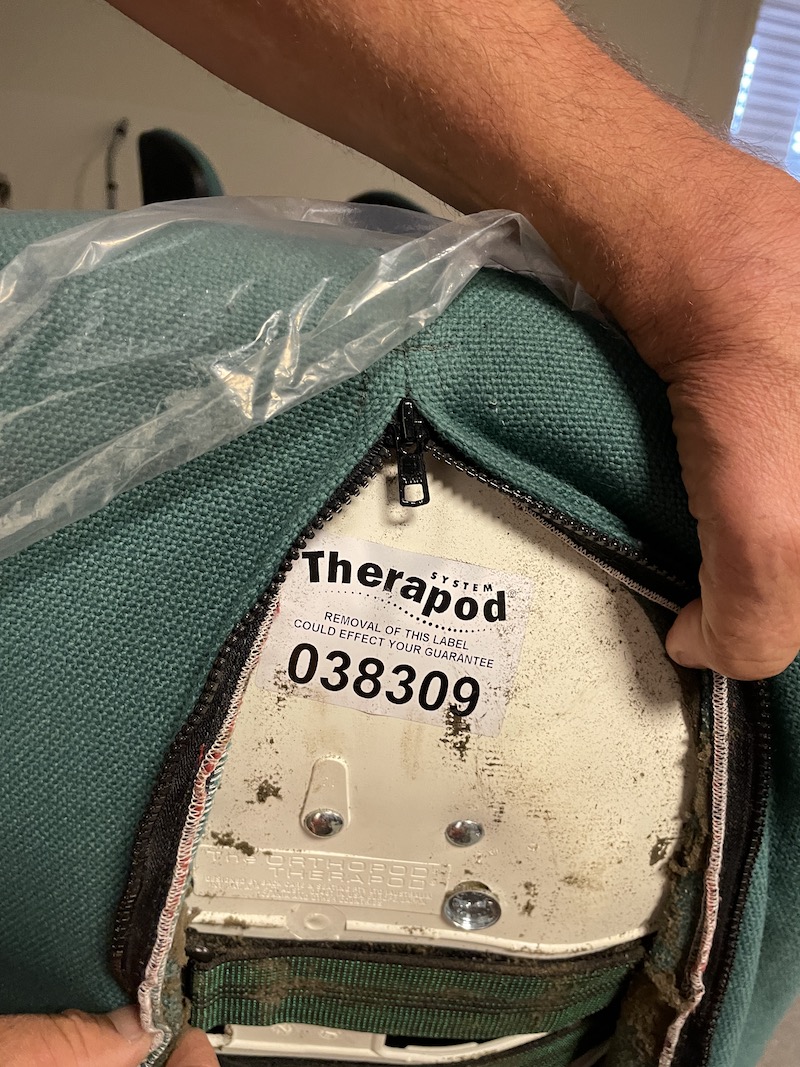 Therapod
SYSTEM
®
REMOVAL OF THIS LABEL
COULD EFFECT YOUR GUARANTEE
038309
The ORTHOPOD
THERAPOD